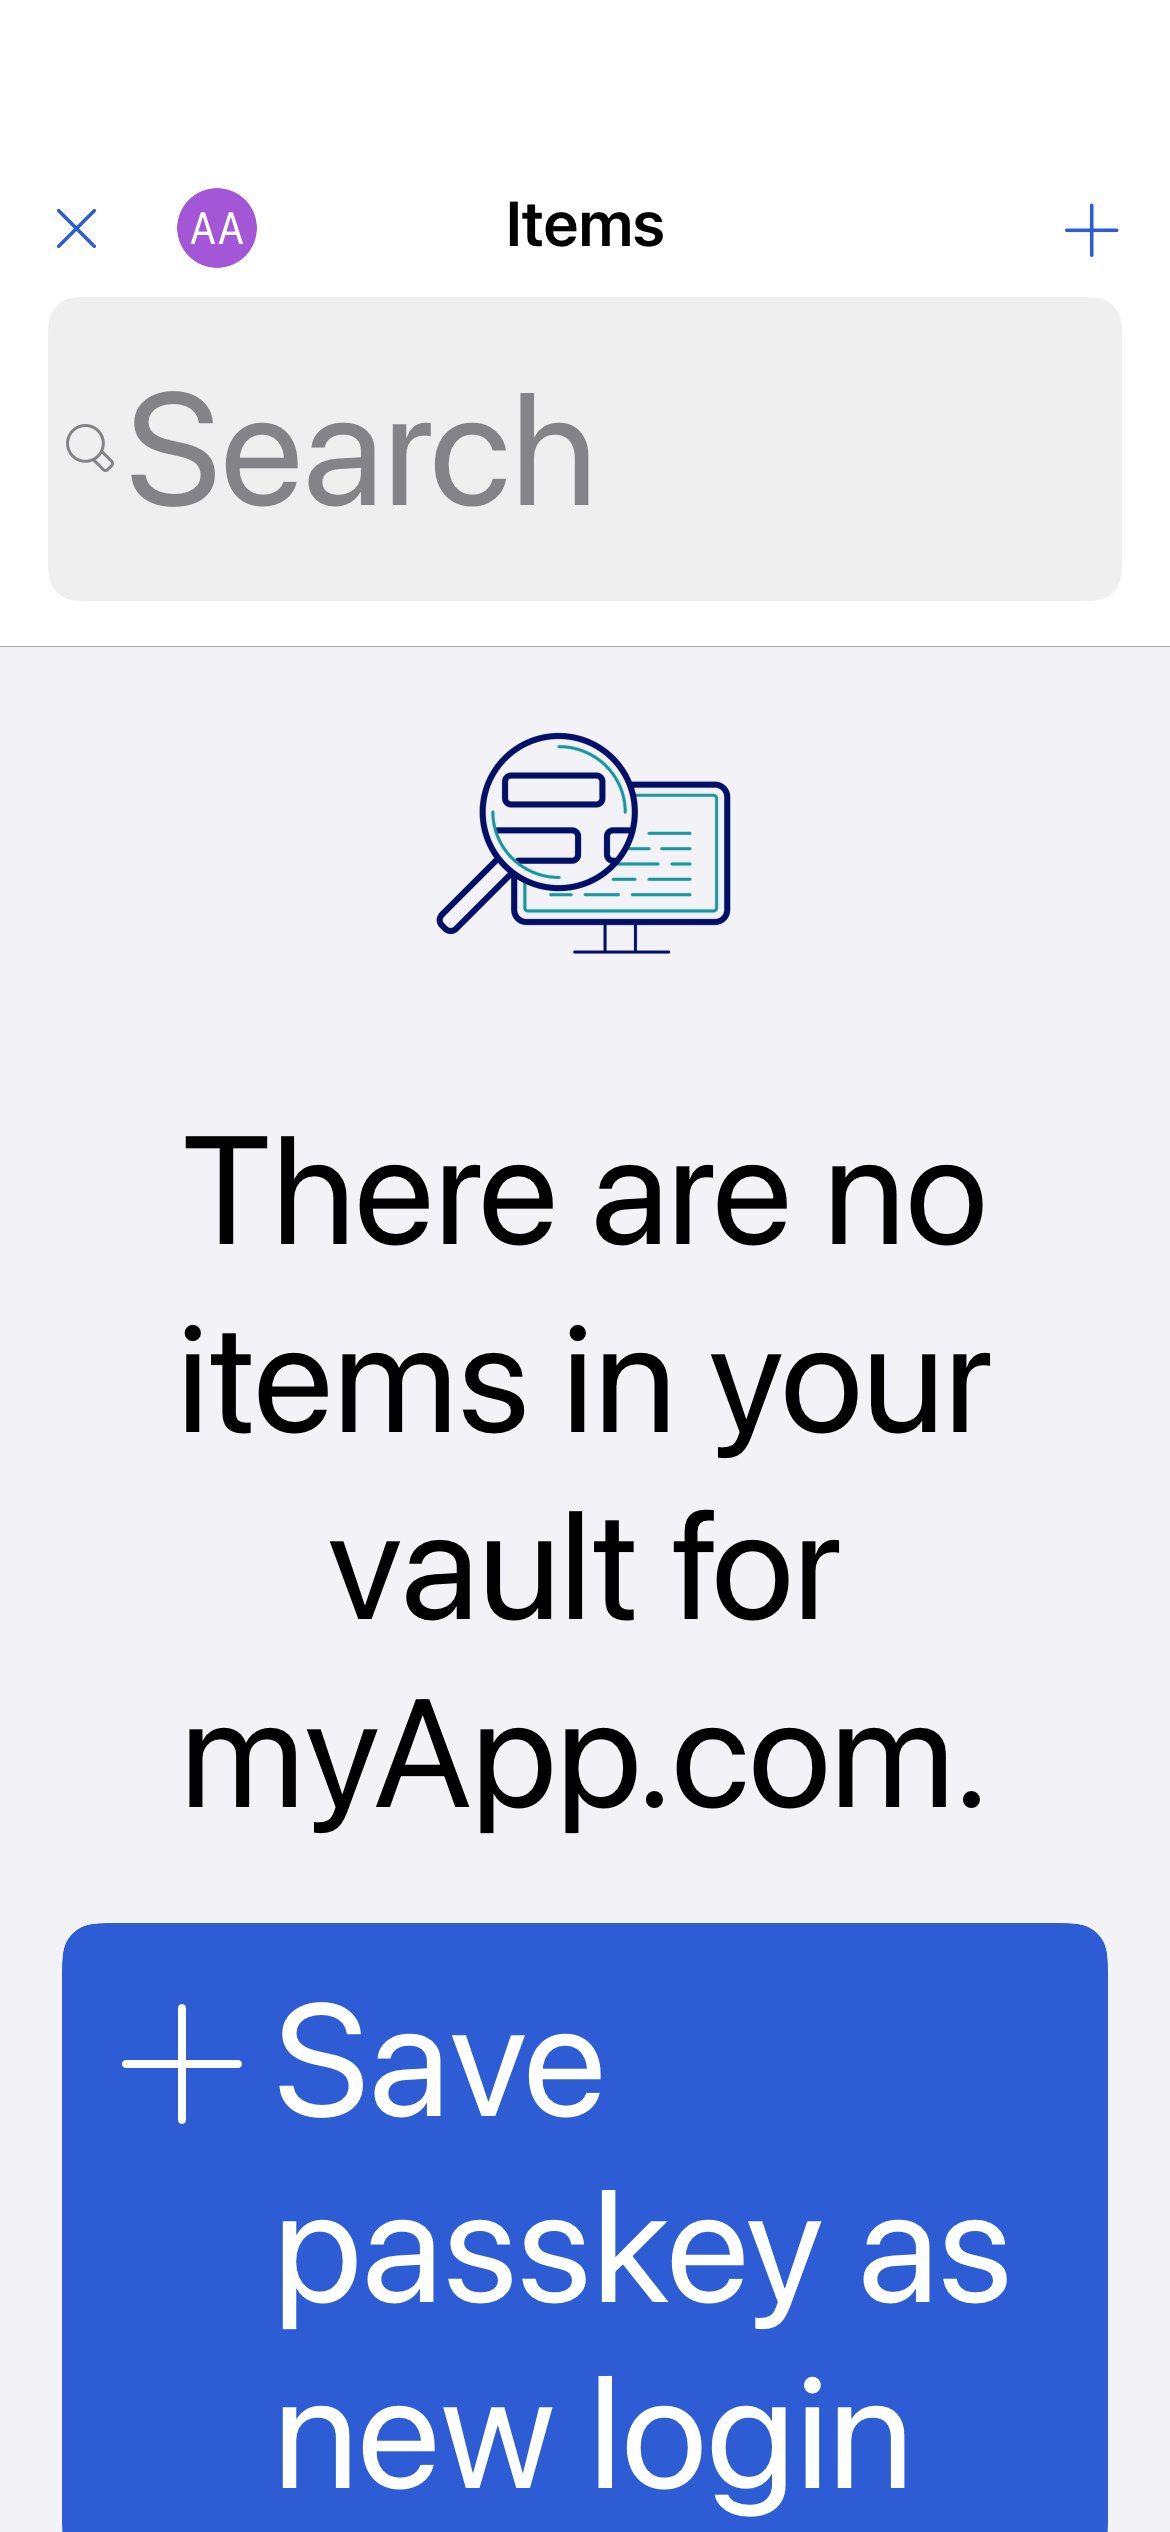 AA
Items
Search
There are no
items in your
vault for
myApp.com.
Save
passkey as
new login